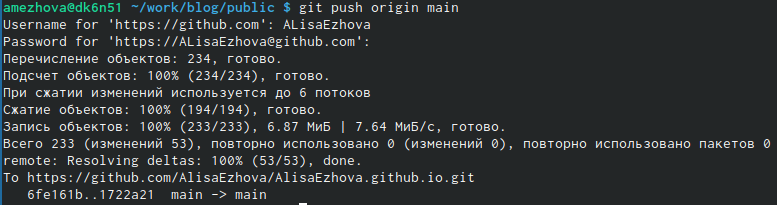 amezhova@dk6n51 ~/work/blog/public $ git push origin main
Username for 'https://github.com': ALisaEzhova
Password for 'https://ALisaEzhova@github.com':
Перечисление объектов: 234, готово.
Подсчет объектов: 100% (234/234), готово.
При сжатии изменений используется до 6 потоков
Сжатие объектов: 100% (194/194), готово.
Запись объектов: 100% (233/233), 6.87 МиБ | 7.64 МиБ/с, готово.
Всего 233 (изменений 53), повторно использовано 0 (изменений 0), повторно использовано пакетов 0
remote: Resolving deltas: 100% (53/53), done.
To https://github.com/ALisaEzhova/ALisaEzhova.github.io.git
6fe161b..1722a21  main -> main